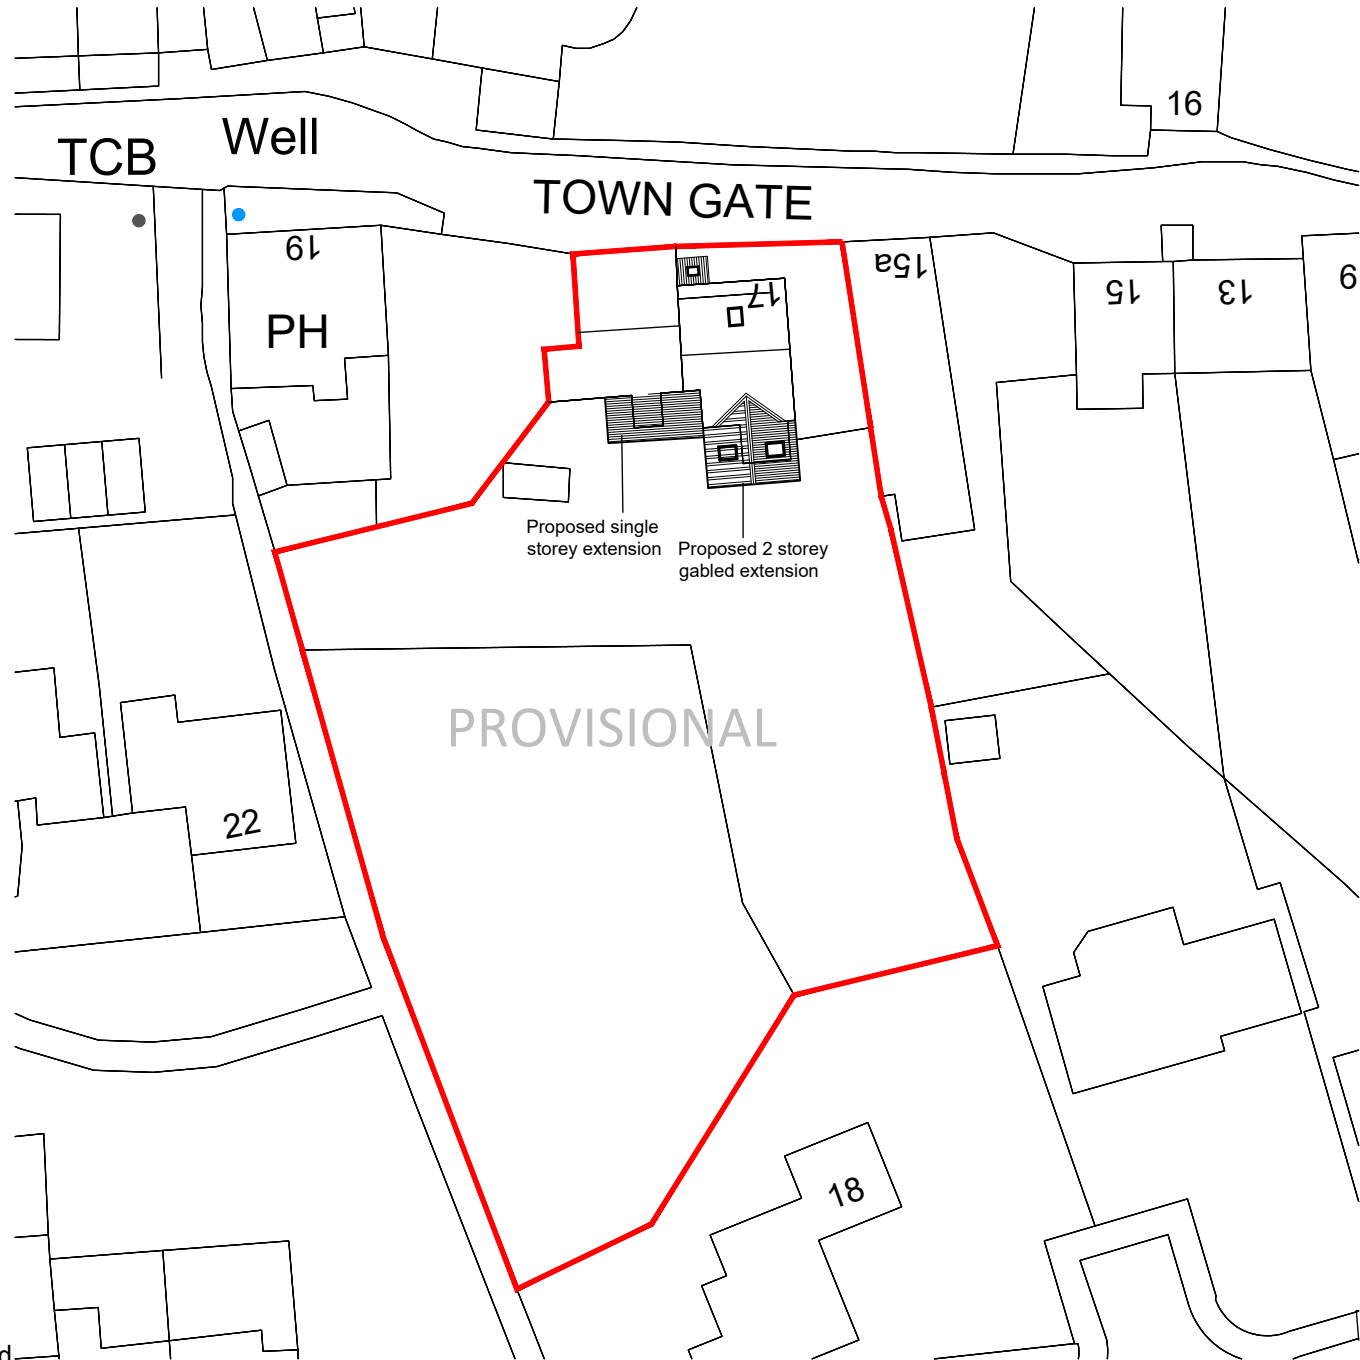 16
TCB
Well
TOWN GATE
19
15a
PH
17
15
13
9
Proposed single
storey extension
Proposed 2 storey
gabled extension
PROVISIONAL
22
18
d